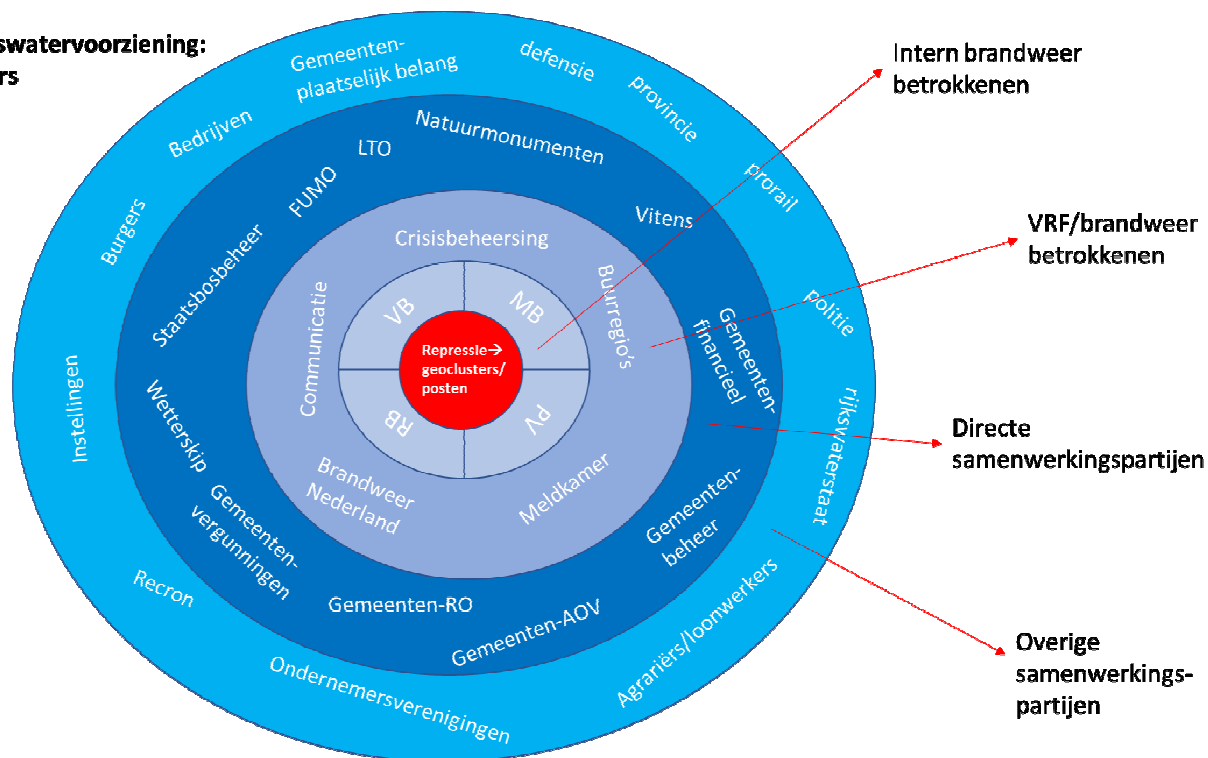 swatervoorziening:
rs
Gemeenten-
plaatselijk belang
defensie
provincie
prorail
politie
rijkswaterstaat
Agrariërs/loonwerkers
Ondernemersverenigingen
Recron
Instellingen
Burgers
Bedrijven
Natuurmonumenten
Vitens
Gemeenten-
financieel
Gemeenten-
beheer
Gemeenten-AOV
Gemeenten-RO
Gemeenten-
vergunningen
Wetterskip
Staatsbosbeheer
FUMO
LTO
Crisisbeheersing
Buurregio's
Meldkamer
Brandweer
Nederland
Communicatie
VB
MB
PV
RB
Repressie→
geoclusters/
posten
Intern brandweer
betrokkenen
VRF/brandweer
betrokkenen
Directe
samenwerkingspartijen
Overige
samenwerkings-
partijen